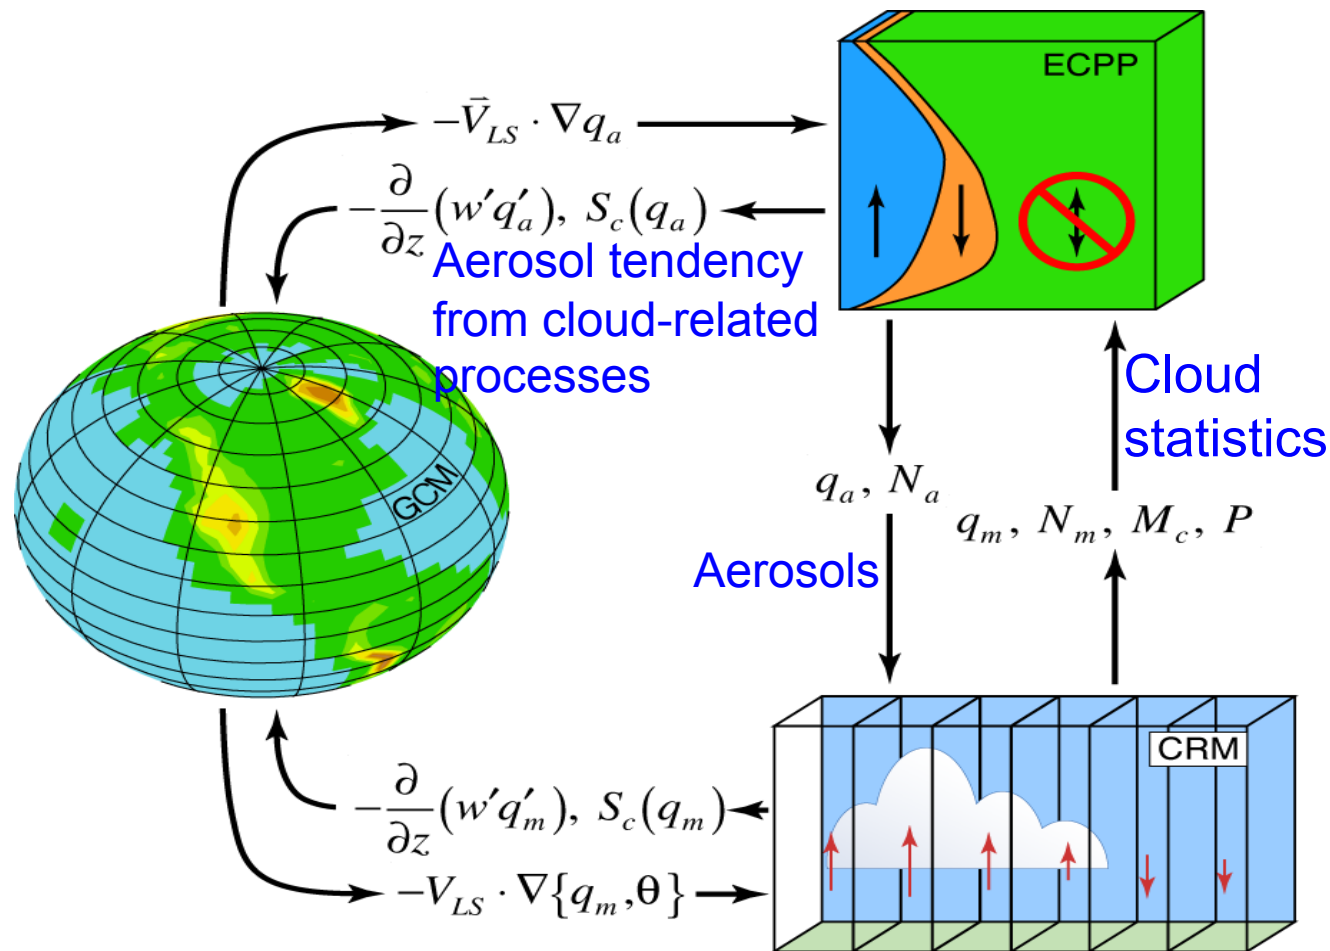 ECPP
−V⃗_LS · ∇q_a
−∂/∂z(w′q′_a), S_c(q_a)
Aerosol tendency
from cloud-related
processes
Cloud
statistics
GCM
q_a, N_a
q_m, N_m, M_c, P
Aerosols
CRM
−∂/∂z(w′q′_m), S_c(q_m)
−V_LS · ∇{q_m,θ}